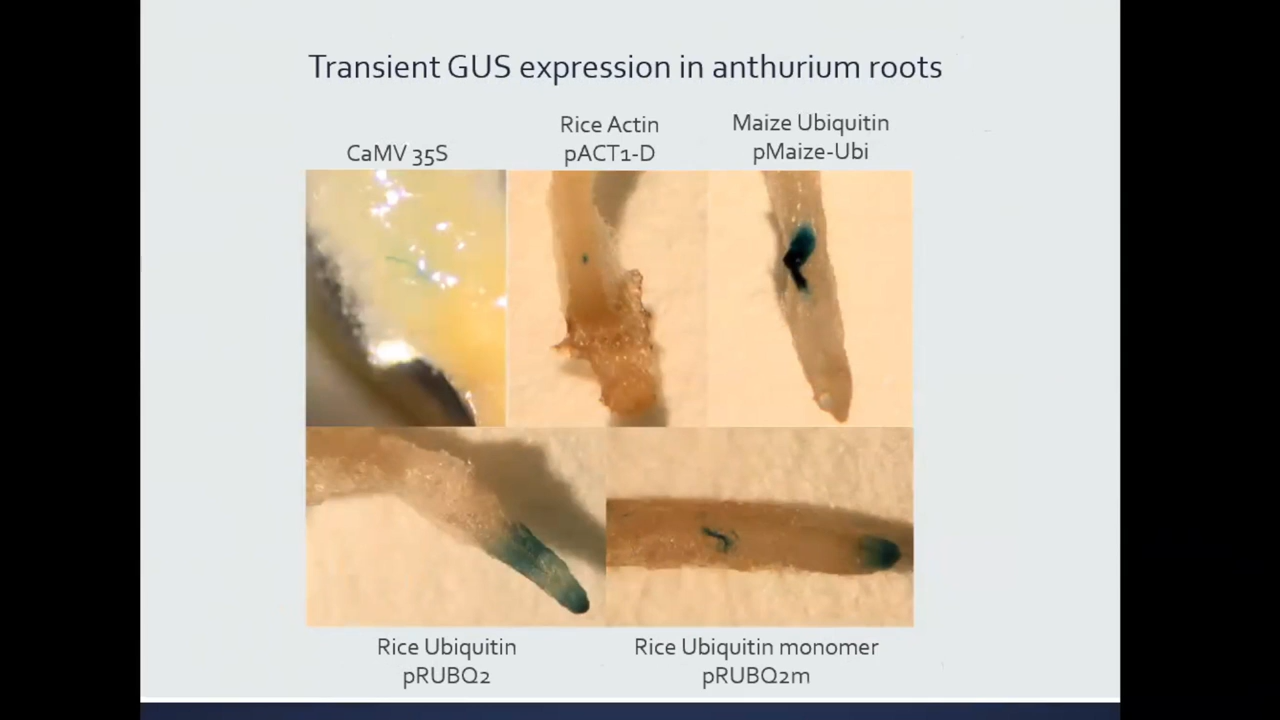 Transient GUS expression in anthurium roots
CaMV 35S
Rice Actin
pACT1-D
Maize Ubiquitin
pMaize-Ubi
Rice Ubiquitin
pRUBQ2
Rice Ubiquitin monomer
pRUBQ2m